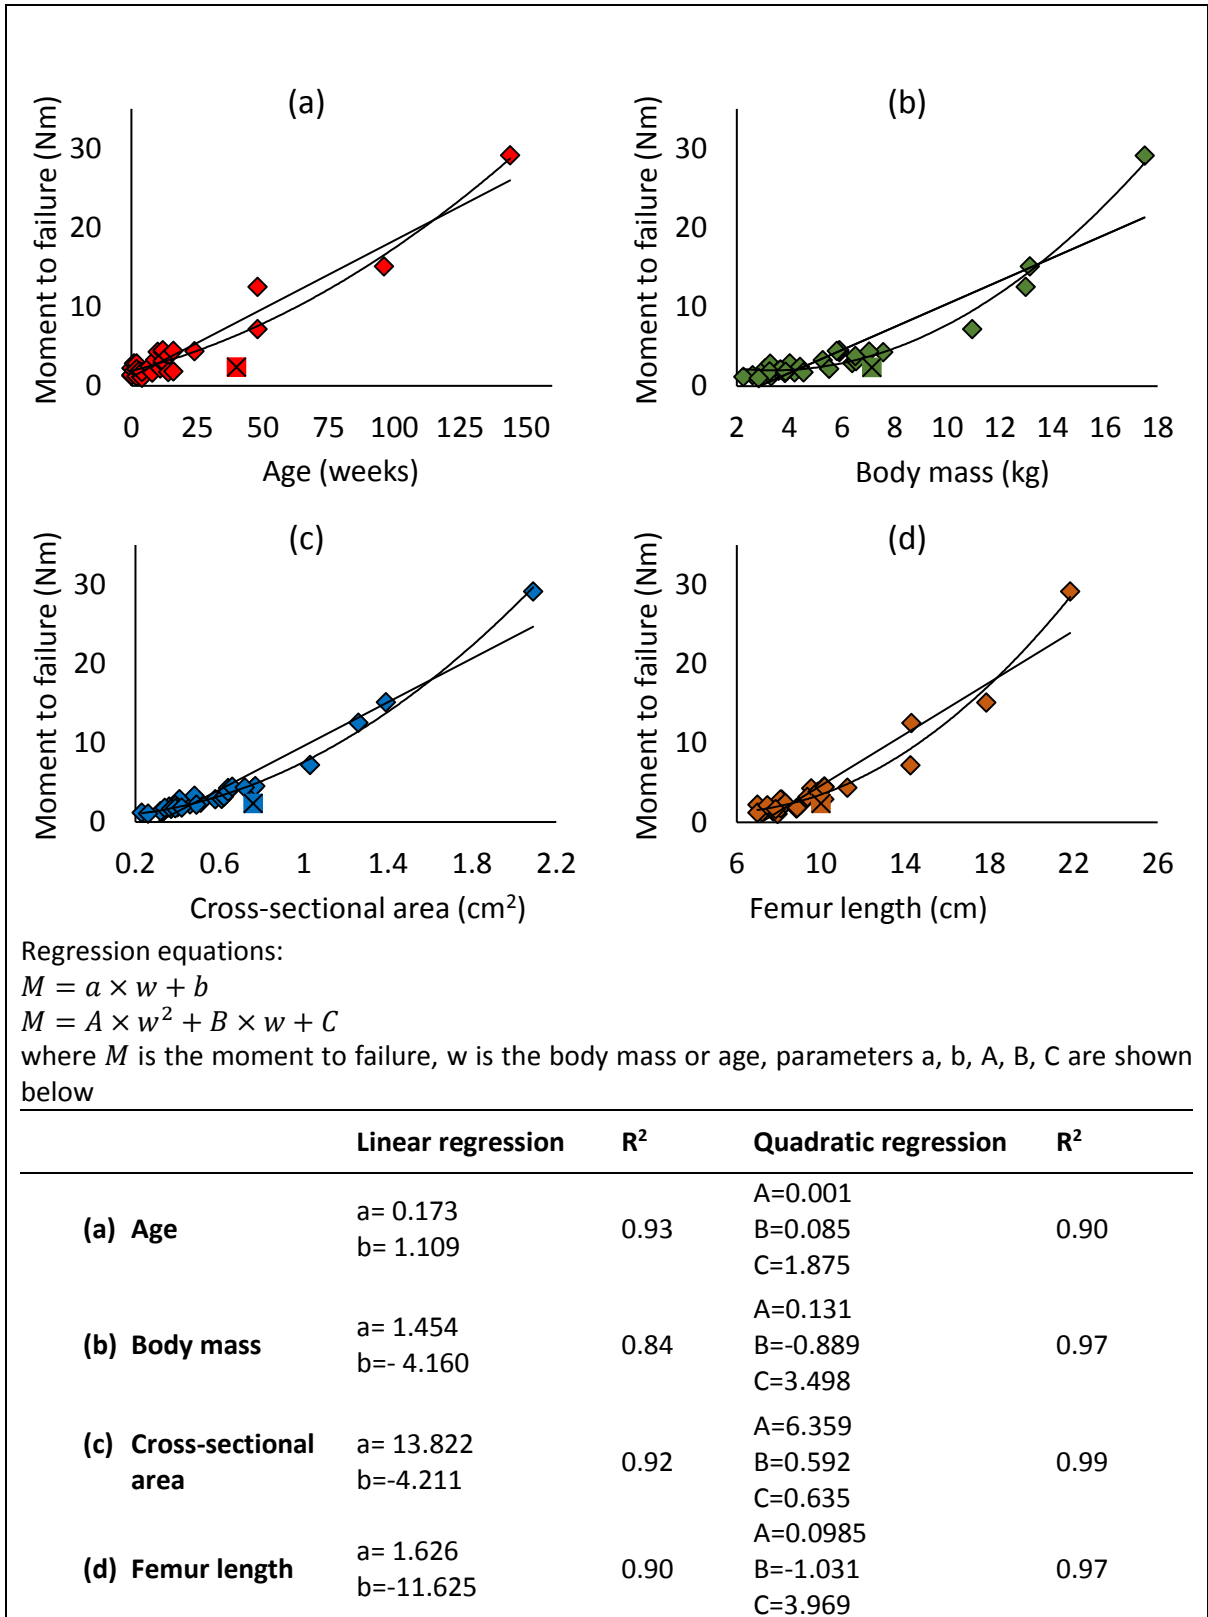 (a)
Moment to failure (Nm)
30
20
10
0
0 25 50 75 100 125 150
Age (weeks)
(b)
Moment to failure (Nm)
30
20
10
0
2 4 6 8 10 12 14 16 18
Body mass (kg)
(c)
Moment to failure (Nm)
30
20
10
0
0.2 0.6 1 1.4 1.8 2.2
Cross-sectional area (cm²)
(d)
Moment to failure (Nm)
30
20
10
0
6 10 14 18 22 26
Femur length (cm)
Regression equations:
M = a × w + b
M = A × w² + B × w + C
where M is the moment to failure, w is the body mass or age, parameters a, b, A, B, C are shown
below
Linear regression R² Quadratic regression R²
(a) Age
a= 0.173
b= 1.109
0.93
A=0.001
B=0.085
C=1.875
0.90
(b) Body mass
a= 1.454
b=- 4.160
0.84
A=0.131
B=-0.889
C=3.498
0.97
(c) Cross-sectional
area
a= 13.822
b=-4.211
0.92
A=6.359
B=0.592
C=0.635
0.99
(d) Femur length
a= 1.626
b=-11.625
0.90
A=0.0985
B=-1.031
C=3.969
0.97